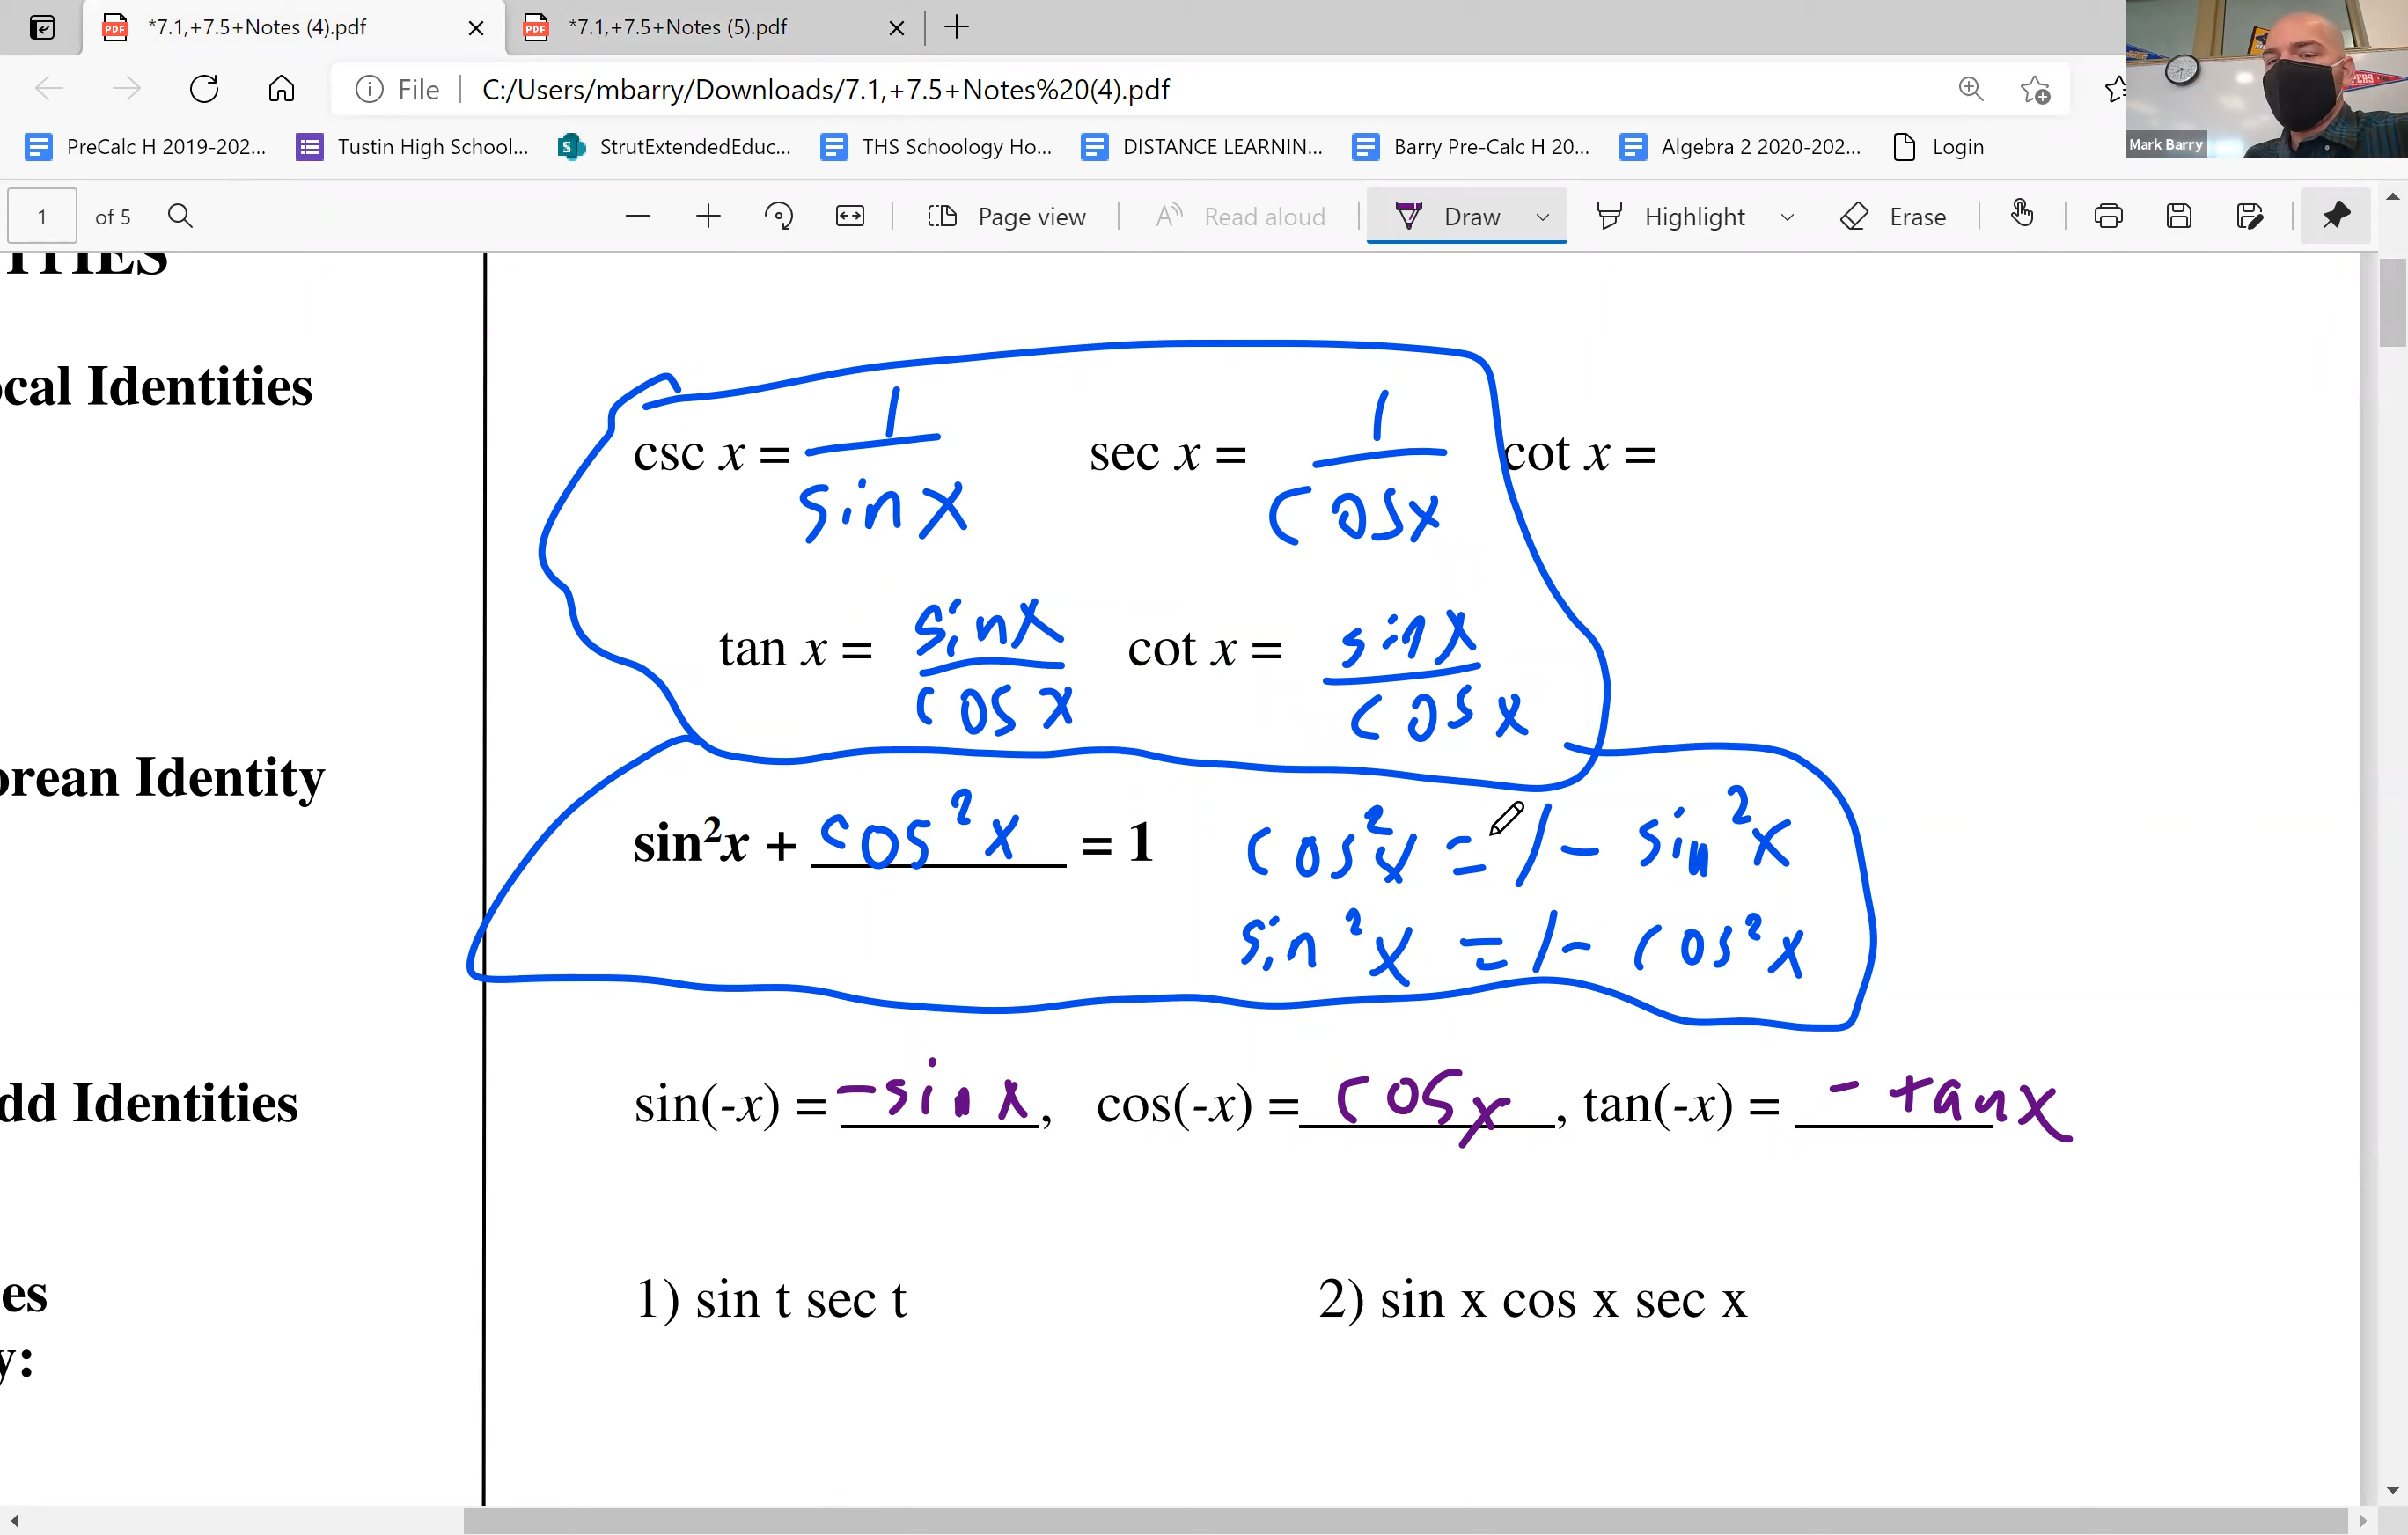 *7.1,+7.5+Notes (4).pdf *7.1,+7.5+Notes (5).pdf
File C:/Users/mbarry/Downloads/7.1,+7.5+Notes%20(4).pdf
PreCalc H 2019-202... Tustin High School... StrutExtendedEduc... THS Schoology Ho... DISTANCE LEARNIN... Barry Pre-Calc H 20... Algebra 2 2020-202... Login
Mark Barry
1 of 5 Page view Read aloud Draw Highlight Erase
ITIES
ocal Identities
csc x = 1/sin x sec x = 1/cos x cot x =
tan x = sin x/cos x cot x = sin x/cos x
orean Identity
sin²x + cos²x = 1 cos²x = 1 - sin²x
sin²x = 1 - cos²x
dd Identities
sin(-x) = -sin x, cos(-x) = cos x, tan(-x) = - tan x
es
y:
1) sin t sec t 2) sin x cos x sec x